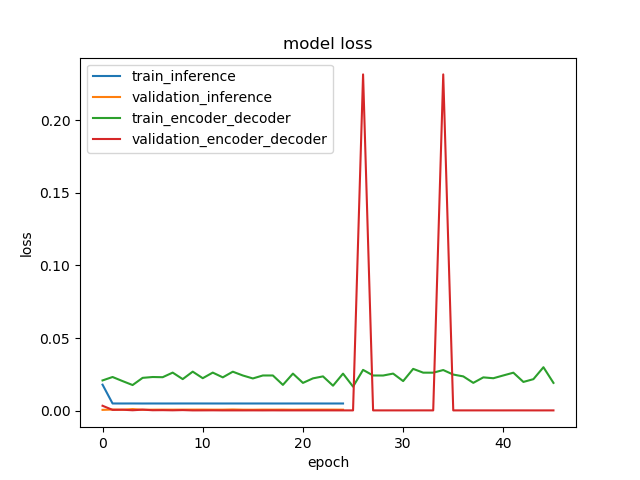 model loss
train_inference
validation_inference
train_encoder_decoder
validation_encoder_decoder
0.20
0.15
0.10
0.05
0.00
loss
0 10 20 30 40
epoch